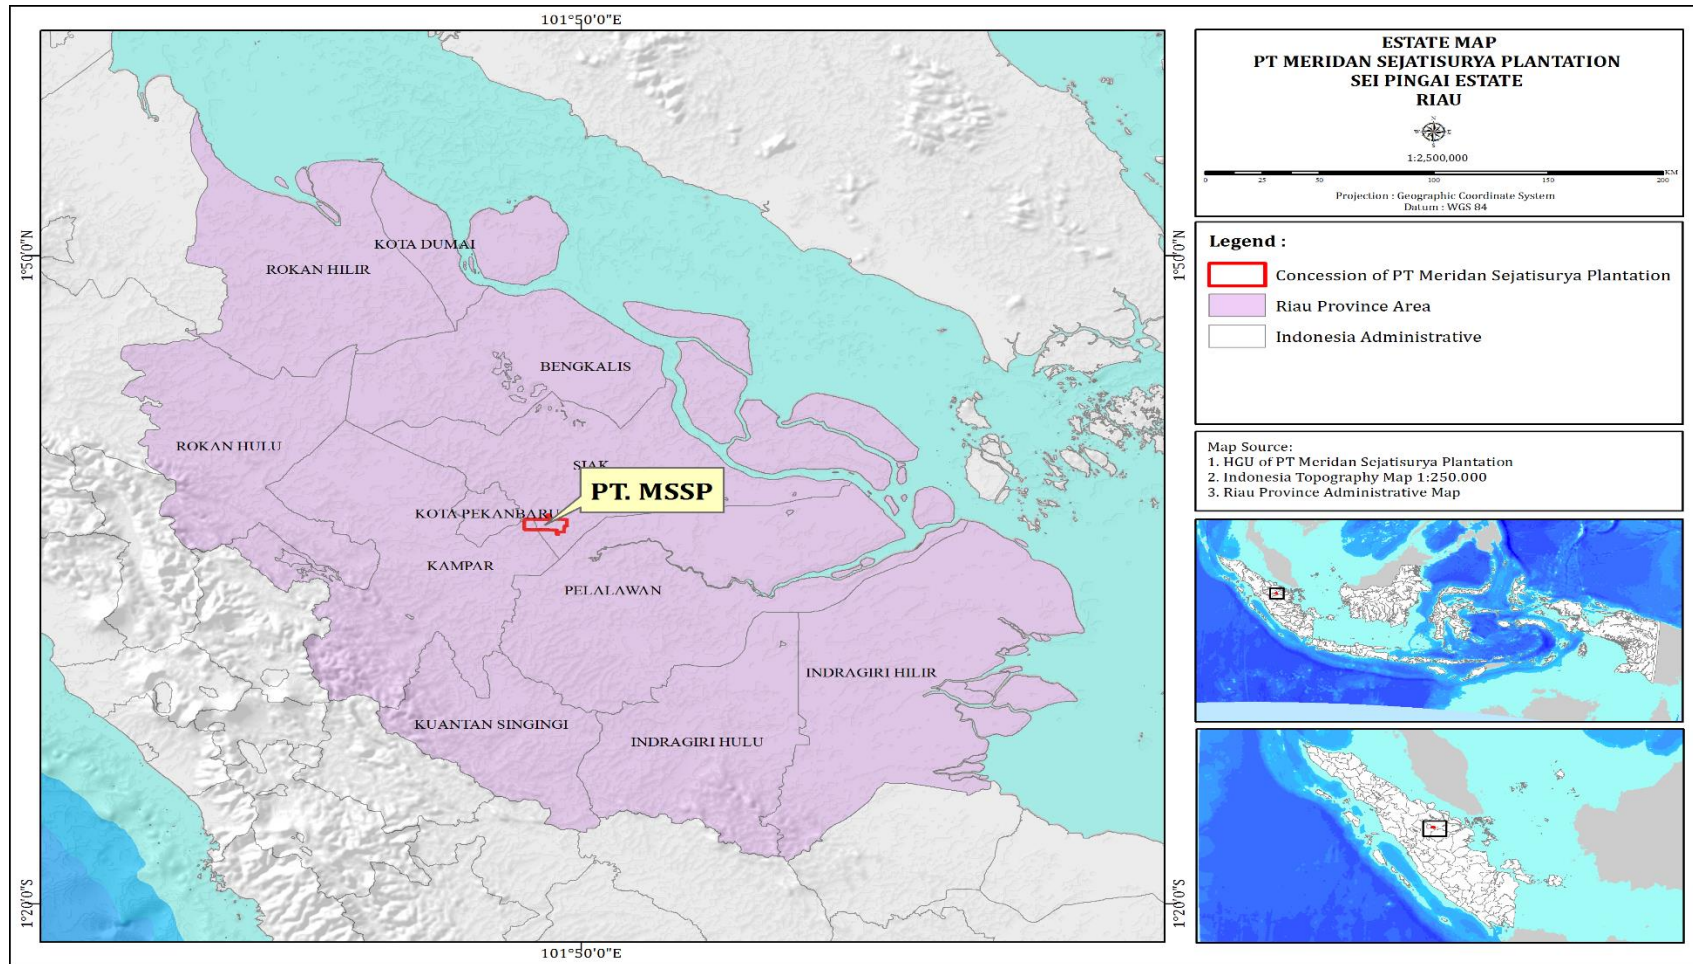 101°50'0"E
1°50'0"N
1°50'0"N
KOTA DUMAI
ROKAN HILIR
BENGKALIS
ROKAN HULU
SIAK
PT. MSSP
KOTA PEKANBARU
KAMPAR
PELALAWAN
INDRAGIRI HILIR
KUANTAN SINGINGI
INDRAGIRI HULU
1°20'0"S
1°20'0"S
101°50'0"E
ESTATE MAP
PT MERIDAN SEJATISURYA PLANTATION
SEI PINGAI ESTATE
RIAU
N
W E
S
1:2,500,000
KM
0 25 50 100 150 200
Projection : Geographic Coordinate System
Datum : WGS 84
Legend :
Concession of PT Meridan Sejatisurya Plantation
Riau Province Area
Indonesia Administrative
Map Source:
1. HGU of PT Meridan Sejatisurya Plantation
2. Indonesia Topography Map 1:250.000
3. Riau Province Administrative Map